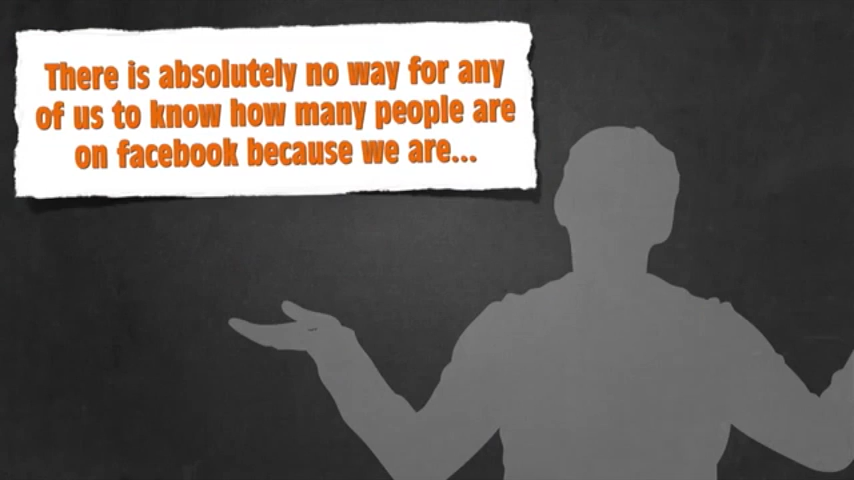 There is absolutely no way for any
of us to know how many people are
on facebook because we are...